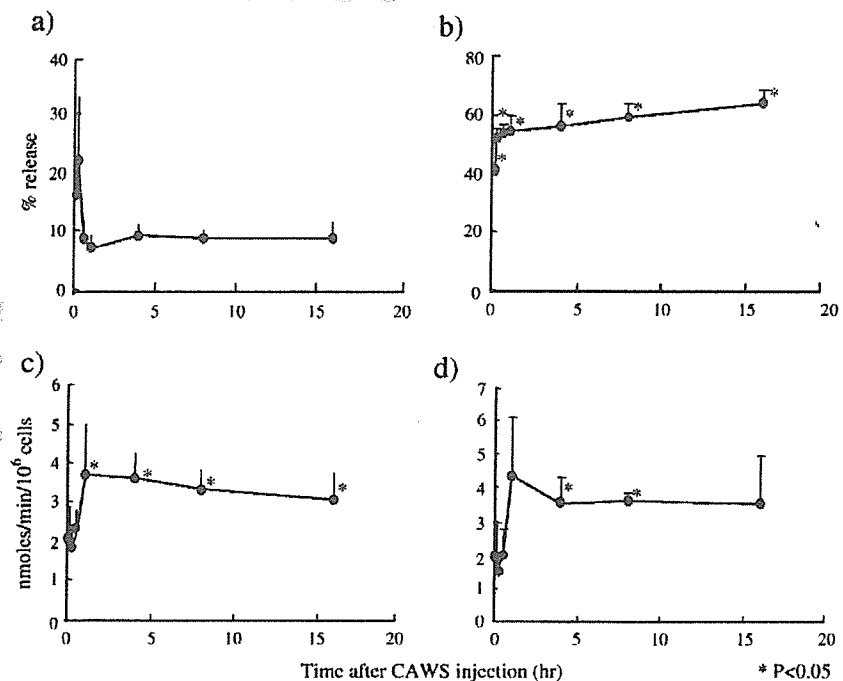 a)
b)
40
30
20
10
0
% release
0 5 10 15 20
80
60
40
20
0
* * * * * *
0 5 10 15 20
c)
d)
6
5
4
3
2
1
0
nmoles/min/10⁶ cells
* * * *
0 5 10 15 20
7
6
5
4
3
2
1
0
* *
0 5 10 15 20
Time after CAWS injection (hr)
* P<0.05